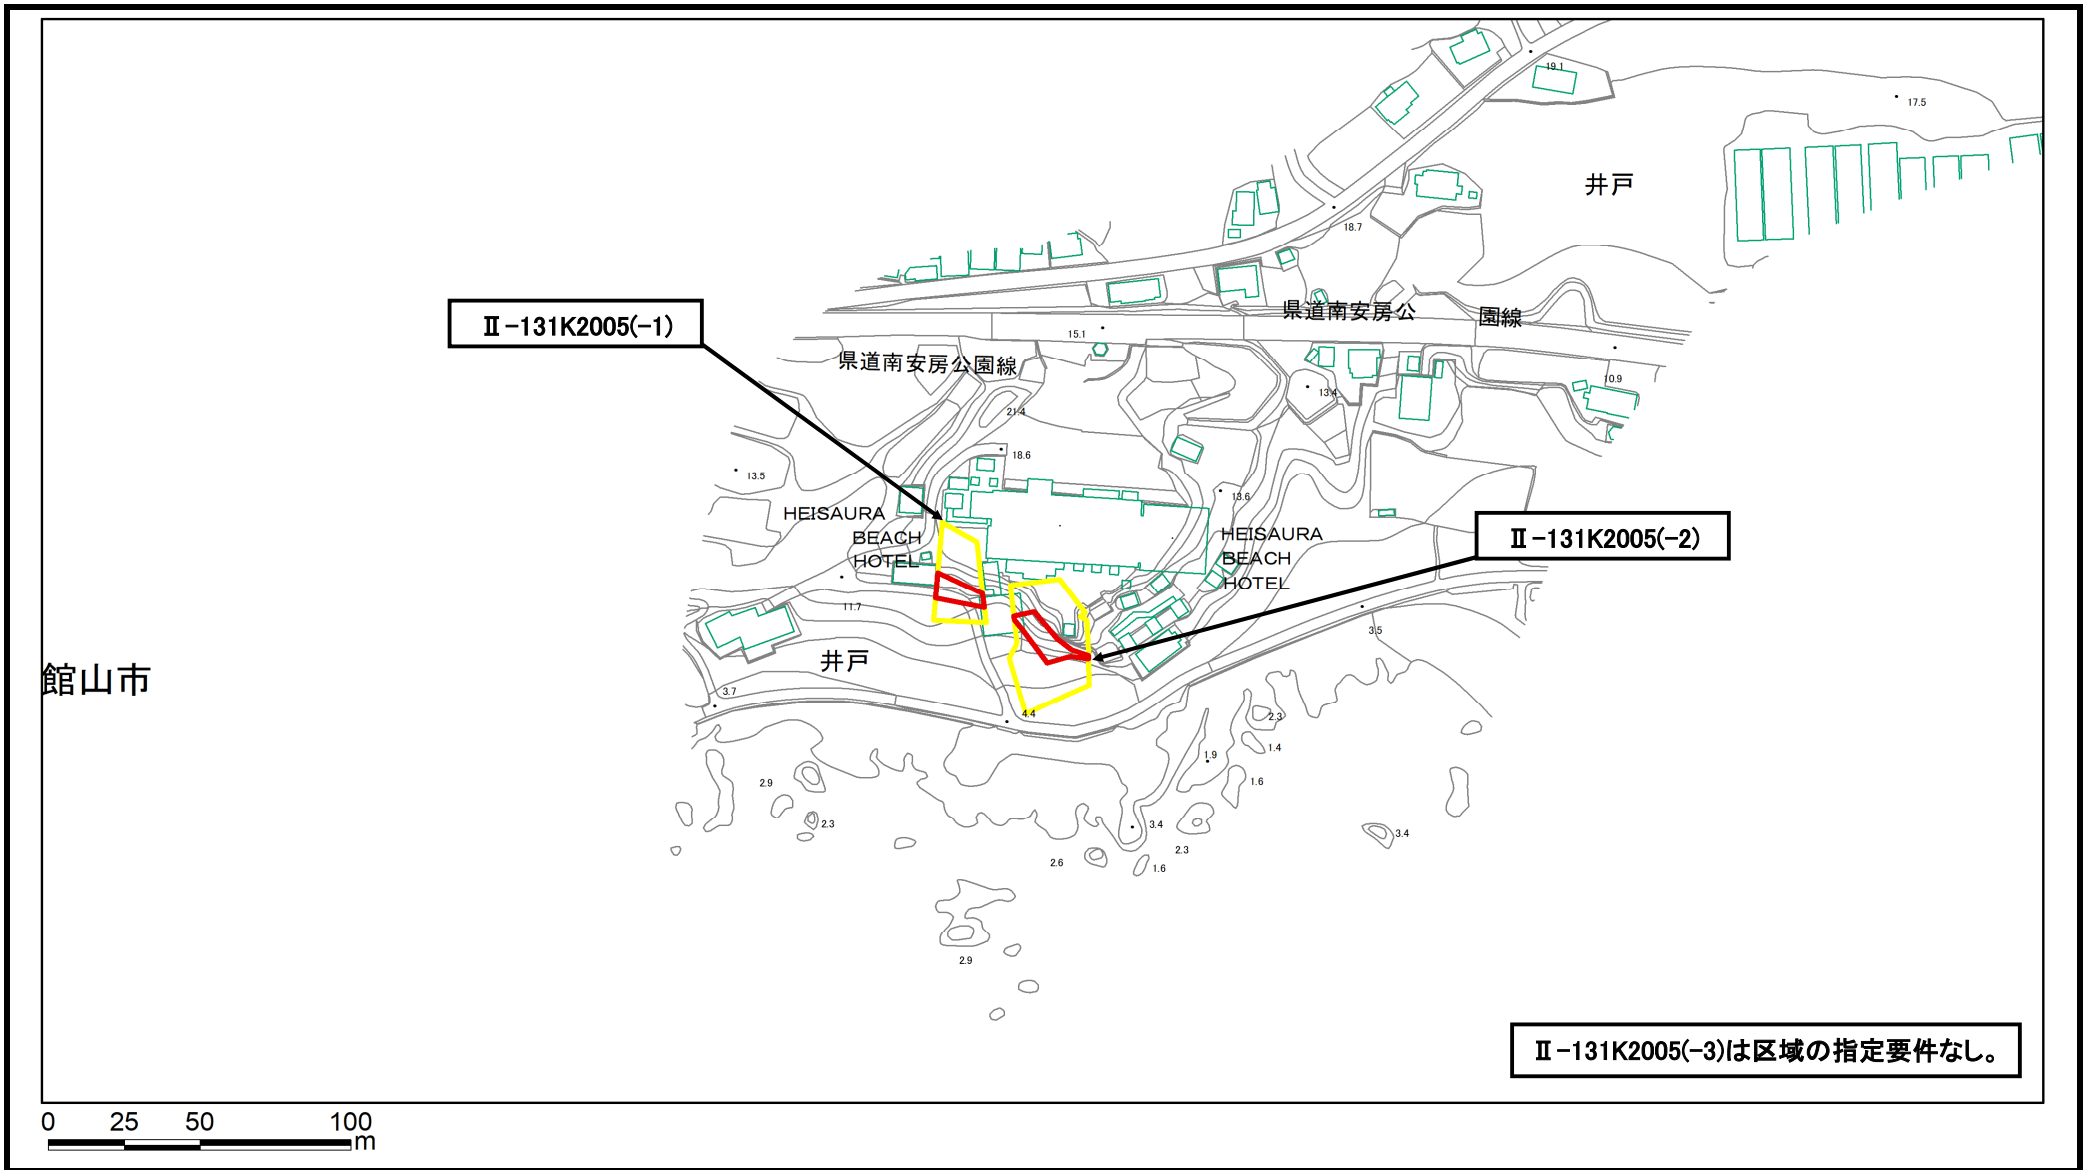 19.1
17.5
井戸
18.7
県道南安房公
園線
Ⅱ-131K2005(-1)
15.1
県道南安房公園線
13.4
10.9
21.4
18.6
13.5
13.6
HEISAURA
BEACH
HOTEL
HEISAURA
BEACH
HOTEL
Ⅱ-131K2005(-2)
11.7
3.5
井戸
館山市
3.7
4.4
2.3
1.4
1.9
1.6
2.9
2.3
3.4
3.4
2.3
2.6
1.6
2.9
Ⅱ-131K2005(-3)は区域の指定要件なし。
0 25 50 100
m